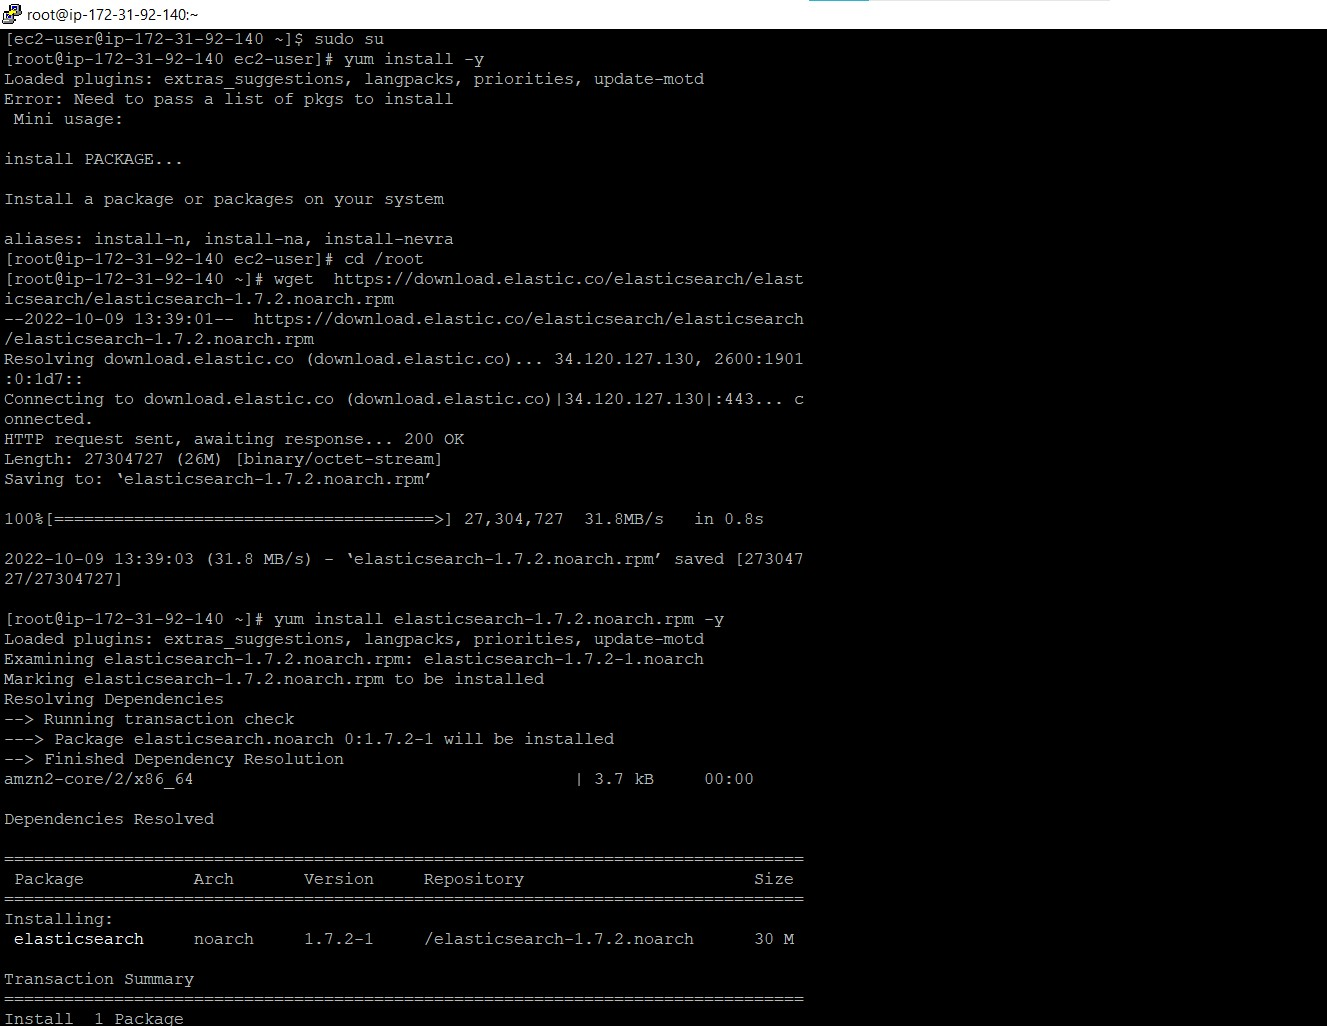 root@ip-172-31-92-140:~
[ec2-user@ip-172-31-92-140 ~]$ sudo su
[root@ip-172-31-92-140 ec2-user]# yum install -y
Loaded plugins: extras_suggestions, langpacks, priorities, update-motd
Error: Need to pass a list of pkgs to install
 Mini usage:

install PACKAGE...

Install a package or packages on your system

aliases: install-n, install-na, install-nevra
[root@ip-172-31-92-140 ec2-user]# cd /root
[root@ip-172-31-92-140 ~]# wget  https://download.elastic.co/elasticsearch/elast
icsearch/elasticsearch-1.7.2.noarch.rpm
--2022-10-09 13:39:01--  https://download.elastic.co/elasticsearch/elasticsearch
/elasticsearch-1.7.2.noarch.rpm
Resolving download.elastic.co (download.elastic.co)... 34.120.127.130, 2600:1901
:0:1d7::
Connecting to download.elastic.co (download.elastic.co)|34.120.127.130|:443... c
onnected.
HTTP request sent, awaiting response... 200 OK
Length: 27304727 (26M) [binary/octet-stream]
Saving to: ‘elasticsearch-1.7.2.noarch.rpm’

100%[======================================>] 27,304,727  31.8MB/s   in 0.8s

2022-10-09 13:39:03 (31.8 MB/s) - ‘elasticsearch-1.7.2.noarch.rpm’ saved [273047
27/27304727]

[root@ip-172-31-92-140 ~]# yum install elasticsearch-1.7.2.noarch.rpm -y
Loaded plugins: extras_suggestions, langpacks, priorities, update-motd
Examining elasticsearch-1.7.2.noarch.rpm: elasticsearch-1.7.2-1.noarch
Marking elasticsearch-1.7.2.noarch.rpm to be installed
Resolving Dependencies
--> Running transaction check
---> Package elasticsearch.noarch 0:1.7.2-1 will be installed
--> Finished Dependency Resolution
amzn2-core/2/x86_64                                      | 3.7 kB     00:00

Dependencies Resolved

================================================================================
 Package           Arch       Version     Repository                       Size
================================================================================
Installing:
 elasticsearch     noarch     1.7.2-1     /elasticsearch-1.7.2.noarch      30 M

Transaction Summary
================================================================================
Install  1 Package